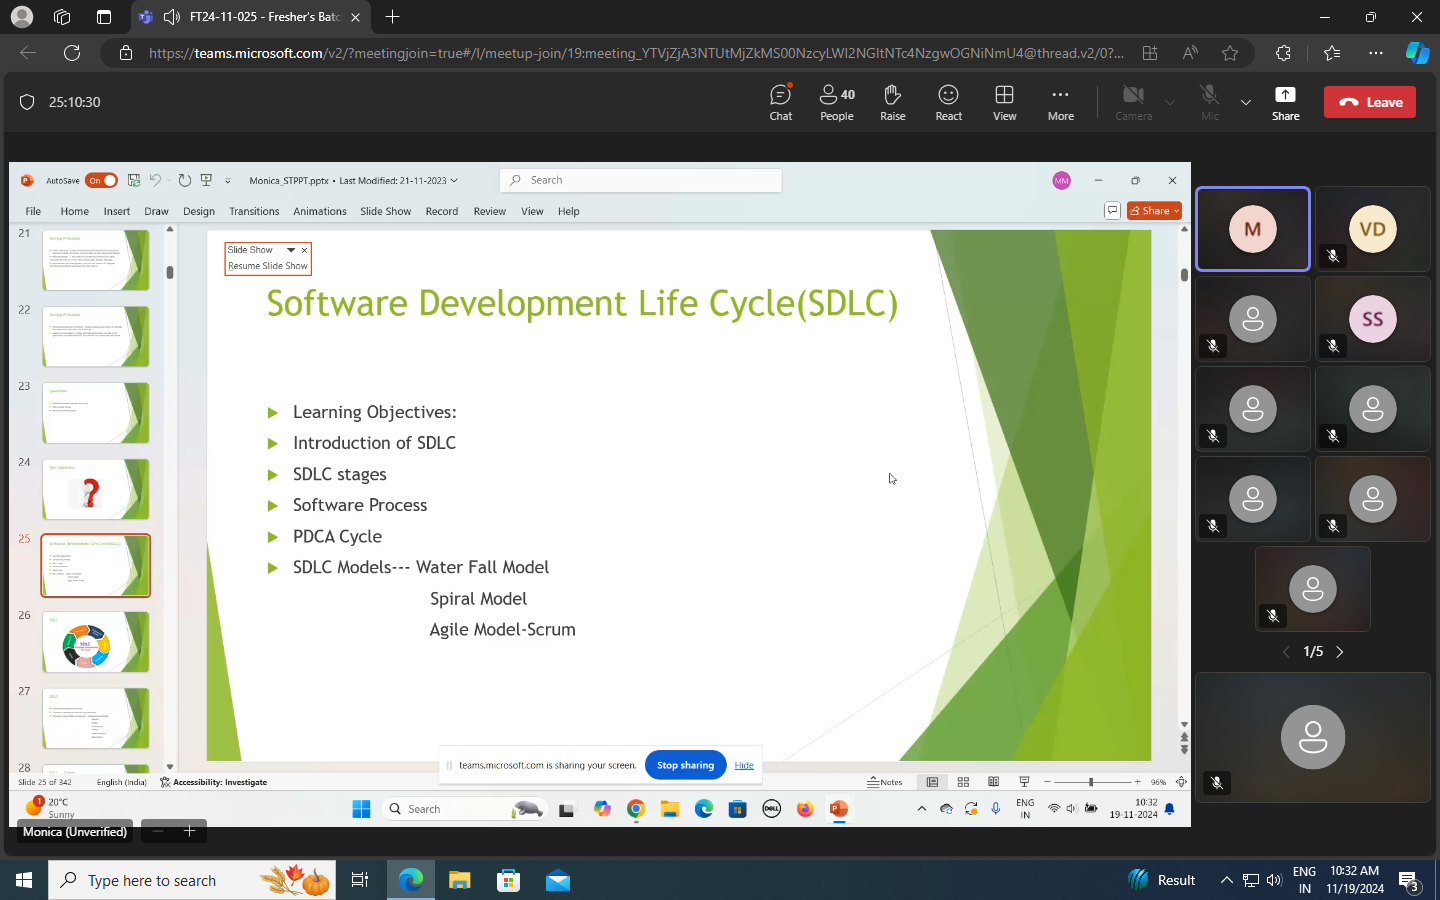 FT24-11-025 - Fresher's Batc
https://teams.microsoft.com/v2/?meetingjoin=true#/l/meetup-join/19:meeting_YTVjZjA3NTUtMjZkMS00NzcyLWI2NGItNTc4NzgwOGNiNmU4@thread.v2/0?...
25:10:30
Chat
40
People
Raise
React
View
More
Camera
Mic
Share
Leave
AutoSave On
Monica_STPPT.pptx • Last Modified: 21-11-2023
Search
MM
File Home Insert Draw Design Transitions Animations Slide Show Record Review View Help
Share
21
22
23
24
25
26
SDLC
27
SDLC
28
Slide Show
Resume Slide Show
Software Development Life Cycle(SDLC)
Learning Objectives:
Introduction of SDLC
SDLC stages
Software Process
PDCA Cycle
SDLC Models--- Water Fall Model
Spiral Model
Agile Model-Scrum
M
VD
SS
1/5
teams.microsoft.com is sharing your screen.
Stop sharing
Hide
Slide 25 of 342
English (India)
Accessibility: Investigate
Notes
96%
1
20°C
Sunny
Search
DELL
ENG
IN
10:32
19-11-2024
Monica (Unverified)
Type here to search
Result
ENG
IN
10:32 AM
11/19/2024
3